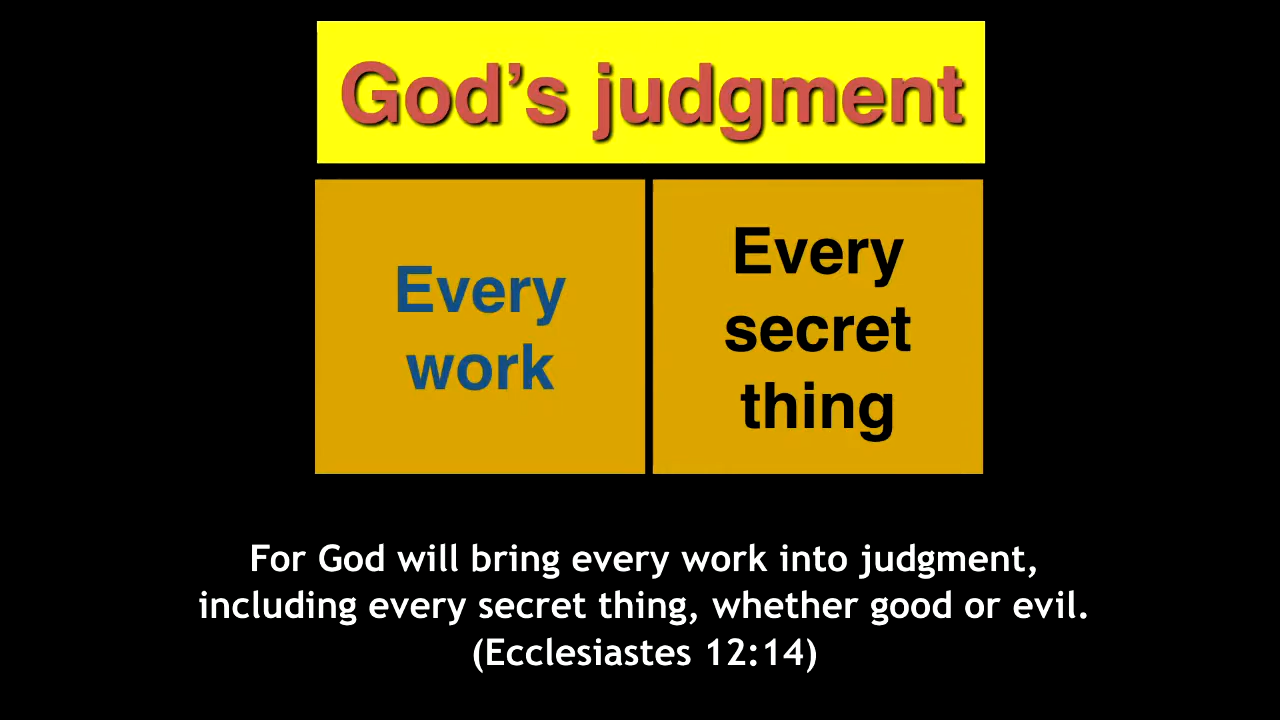 God’s judgment
Every
work
Every
secret
thing
For God will bring every work into judgment,
including every secret thing, whether good or evil.
(Ecclesiastes 12:14)